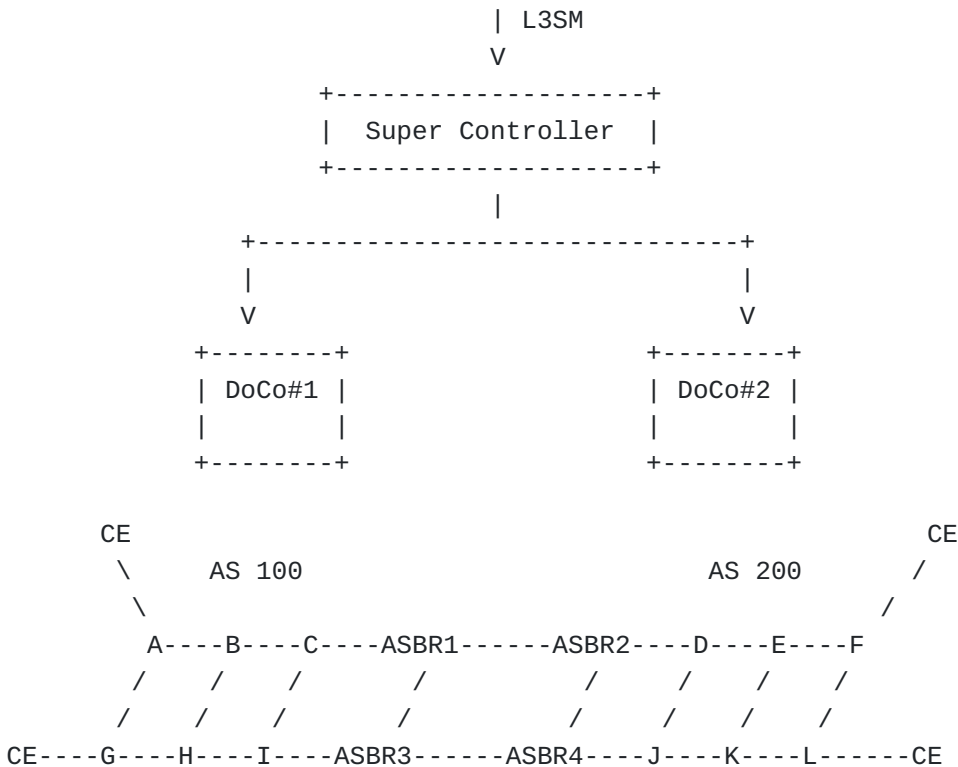 | L3SM
V
+--------------------+
| Super Controller |
+--------------------+
|
+-------------------------------+
| |
V V
+--------+ +--------+
| DoCo#1 | | DoCo#2 |
| | | |
+--------+ +--------+
CE CE
\ AS 100 AS 200 /
\ /
A----B----C----ASBR1------ASBR2----D----E----F
/ / / / / / / /
/ / / / / / / /
CE----G----H----I----ASBR3------ASBR4----J----K----L------CE